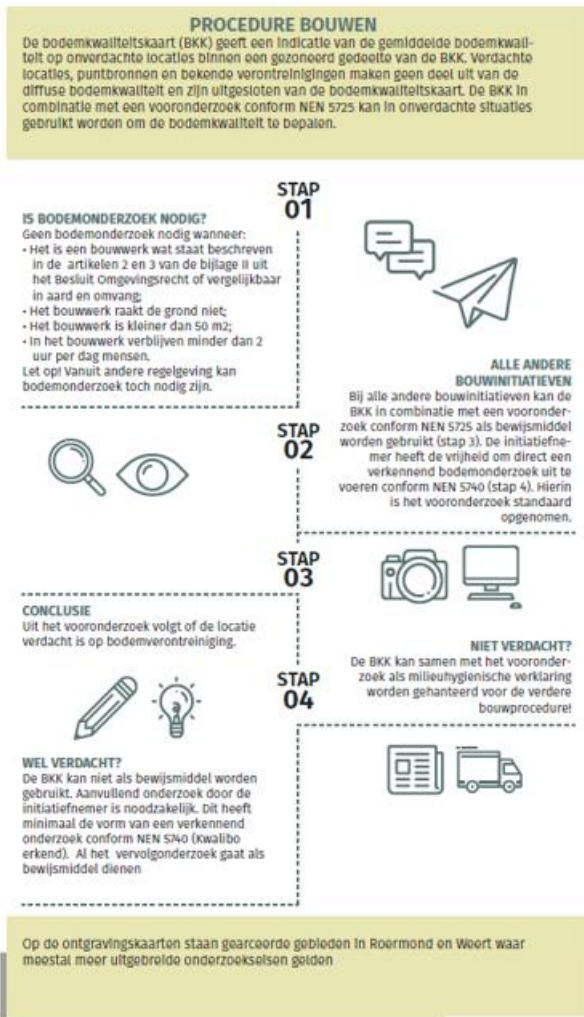 PROCEDURE BOUWEN
De bodemkwaliteitskaart (BKK) geeft een indicatie van de gemiddelde bodemkwali-
teit op onverdachte locaties binnen een gezoneerd gedeelte van de BKK. Verdachte
locaties, puntbronnen en bekende verontreinigingen maken geen deel uit van de
diffuse bodemkwaliteit en zijn uitgesloten van de bodemkwaliteitskaart. De BKK in
combinatie met een vooronderzoek conform NEN 5725 kan in onverdachte situaties
gebruikt worden om de bodemkwaliteit te bepalen.
STAP
01
IS BODEMONDERZOEK NODIG?
Geen bodemonderzoek nodig wanneer:
• Het is een bouwwerk wat staat beschreven
in de artikelen 2 en 3 van de bijlage II uit
het Besluit Omgevingsrecht of vergelijkbaar
in aard en omvang;
• Het bouwwerk raakt de grond niet;
• Het bouwwerk is kleiner dan 50 m2;
• In het bouwwerk verblijven minder dan 2
uur per dag mensen.
Let op! Vanuit andere regelgeving kan
bodemonderzoek toch nodig zijn.
STAP
02
ALLE ANDERE
BOUWINITIATIEVEN
Bij alle andere bouwinitiatieven kan de
BKK in combinatie met een vooronder-
zoek conform NEN 5725 als bewijsmiddel
worden gebruikt (stap 3). De initiatiefne-
mer heeft de vrijheid om direct een
verkennend bodemonderzoek uit te
voeren conform NEN 5740 (stap 4). Hierin
is het vooronderzoek standaard
opgenomen.
STAP
03
CONCLUSIE
Uit het vooronderzoek volgt of de locatie
verdacht is op bodemverontreiniging.
STAP
04
NIET VERDACHT?
De BKK kan samen met het vooronder-
zoek als milieuhygienische verklaring
worden gehanteerd voor de verdere
bouwprocedure!
WEL VERDACHT?
De BKK kan niet als bewijsmiddel worden
gebruikt. Aanvullend onderzoek door de
initiatiefnemer is noodzakelijk. Dit heeft
minimaal de vorm van een verkennend
onderzoek conform NEN 5740 (Kwalibo
erkend). Al het vervolgonderzoek gaat als
bewijsmiddel dienen
Op de ontgravingskaarten staan gearceerde gebieden in Roermond en Weert waar
meestal meer uitgebreide onderzoekseisen gelden